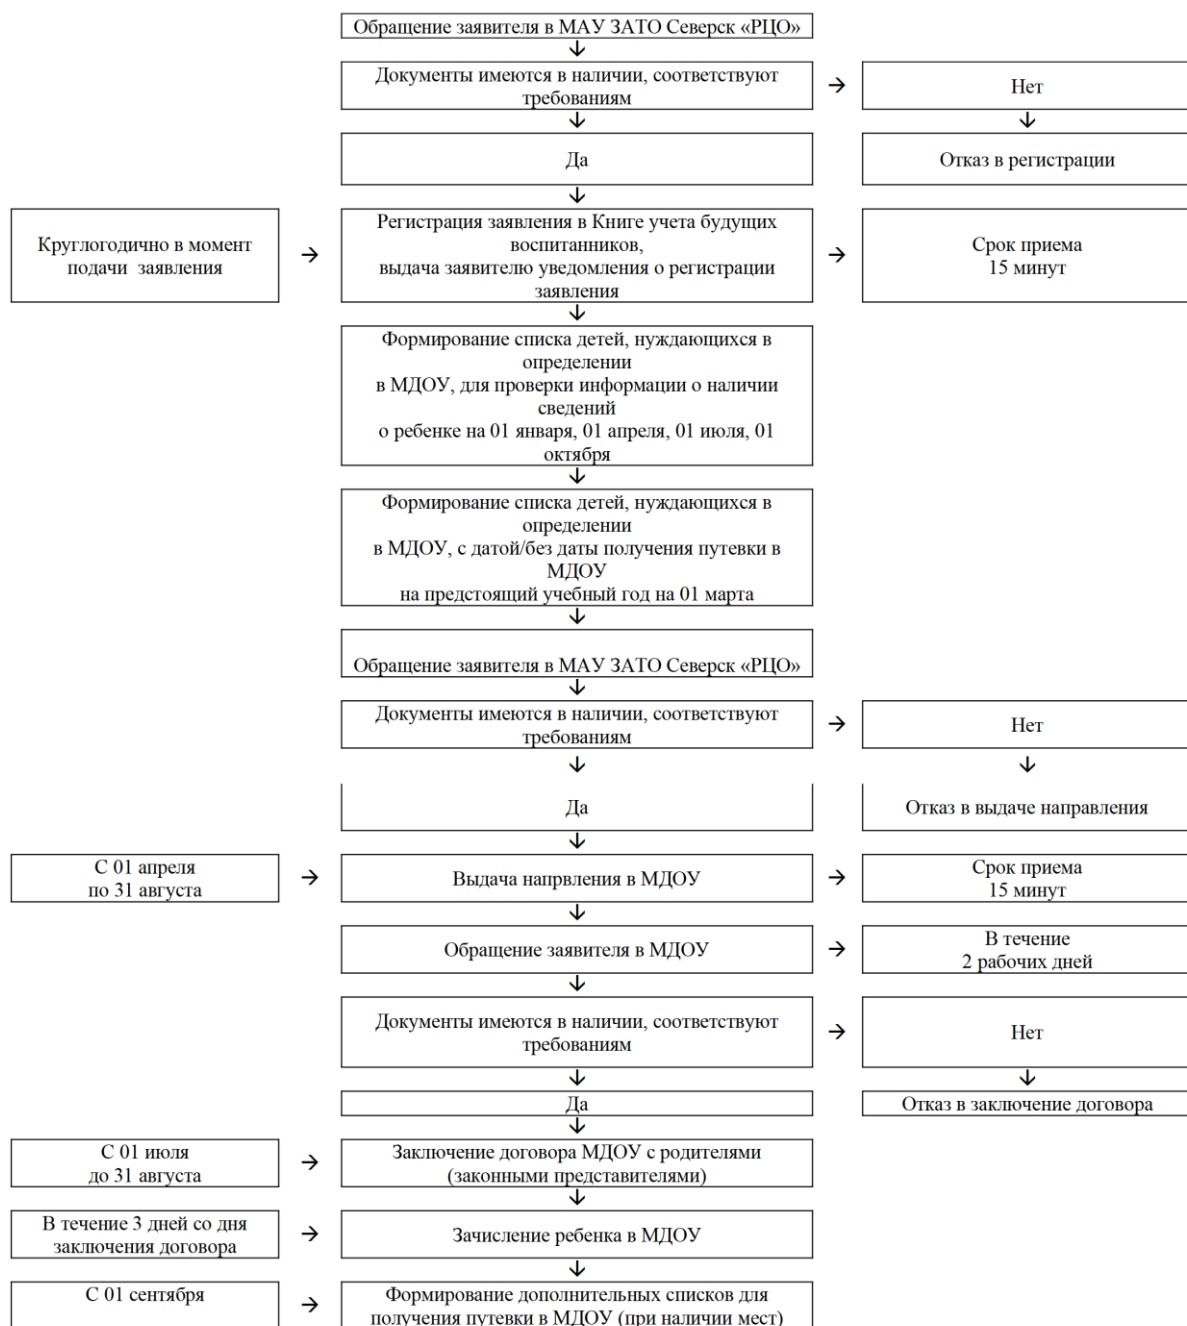 Обращение заявителя в МАУ ЗАТО Северск «РЦО»
Документы имеются в наличии, соответствуют
требованиям
Нет
Да
Отказ в регистрации
Круглогодично в момент
подачи заявления
Регистрация заявления в Книге учета будущих
воспитанников,
выдача заявителю уведомления о регистрации
заявления
Срок приема
15 минут
Формирование списка детей, нуждающихся в
определении
в МДОУ, для проверки информации о наличии
сведений
о ребенке на 01 января, 01 апреля, 01 июля, 01
октября
Формирование списка детей, нуждающихся в
определении
в МДОУ, с датой/без даты получения путевки в
МДОУ
на предстоящий учебный год на 01 марта
Обращение заявителя в МАУ ЗАТО Северск «РЦО»
Документы имеются в наличии, соответствуют
требованиям
Нет
Да
Отказ в выдаче направления
С 01 апреля
по 31 августа
Выдача напрвления в МДОУ
Срок приема
15 минут
Обращение заявителя в МДОУ
В течение
2 рабочих дней
Документы имеются в наличии, соответствуют
требованиям
Нет
Да
Отказ в заключение договора
С 01 июля
до 31 августа
Заключение договора МДОУ с родителями
(законными представителями)
В течение 3 дней со дня
заключения договора
Зачисление ребенка в МДОУ
С 01 сентября
Формирование дополнительных списков для
получения путевки в МДОУ (при наличии мест)